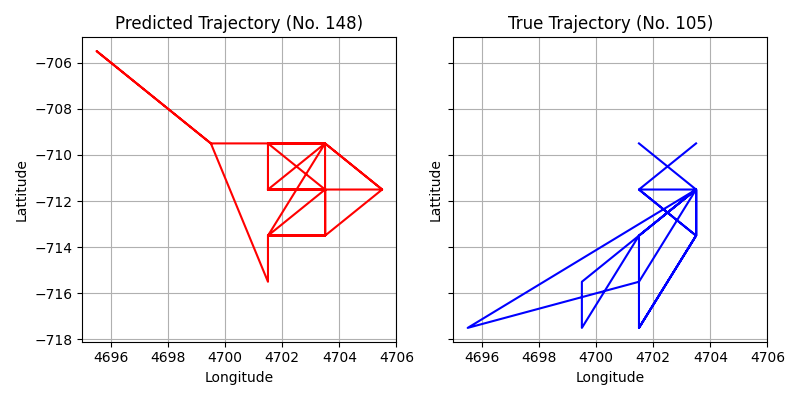 Predicted Trajectory (No. 148)
True Trajectory (No. 105)
Lattitude
−706
−708
−710
−712
−714
−716
−718
4696 4698 4700 4702 4704 4706
Longitude
Lattitude
4696 4698 4700 4702 4704 4706
Longitude